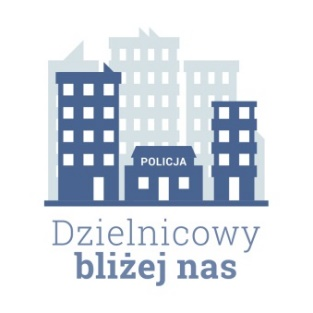 POLICJA
Dzielnicowy
bliżej nas